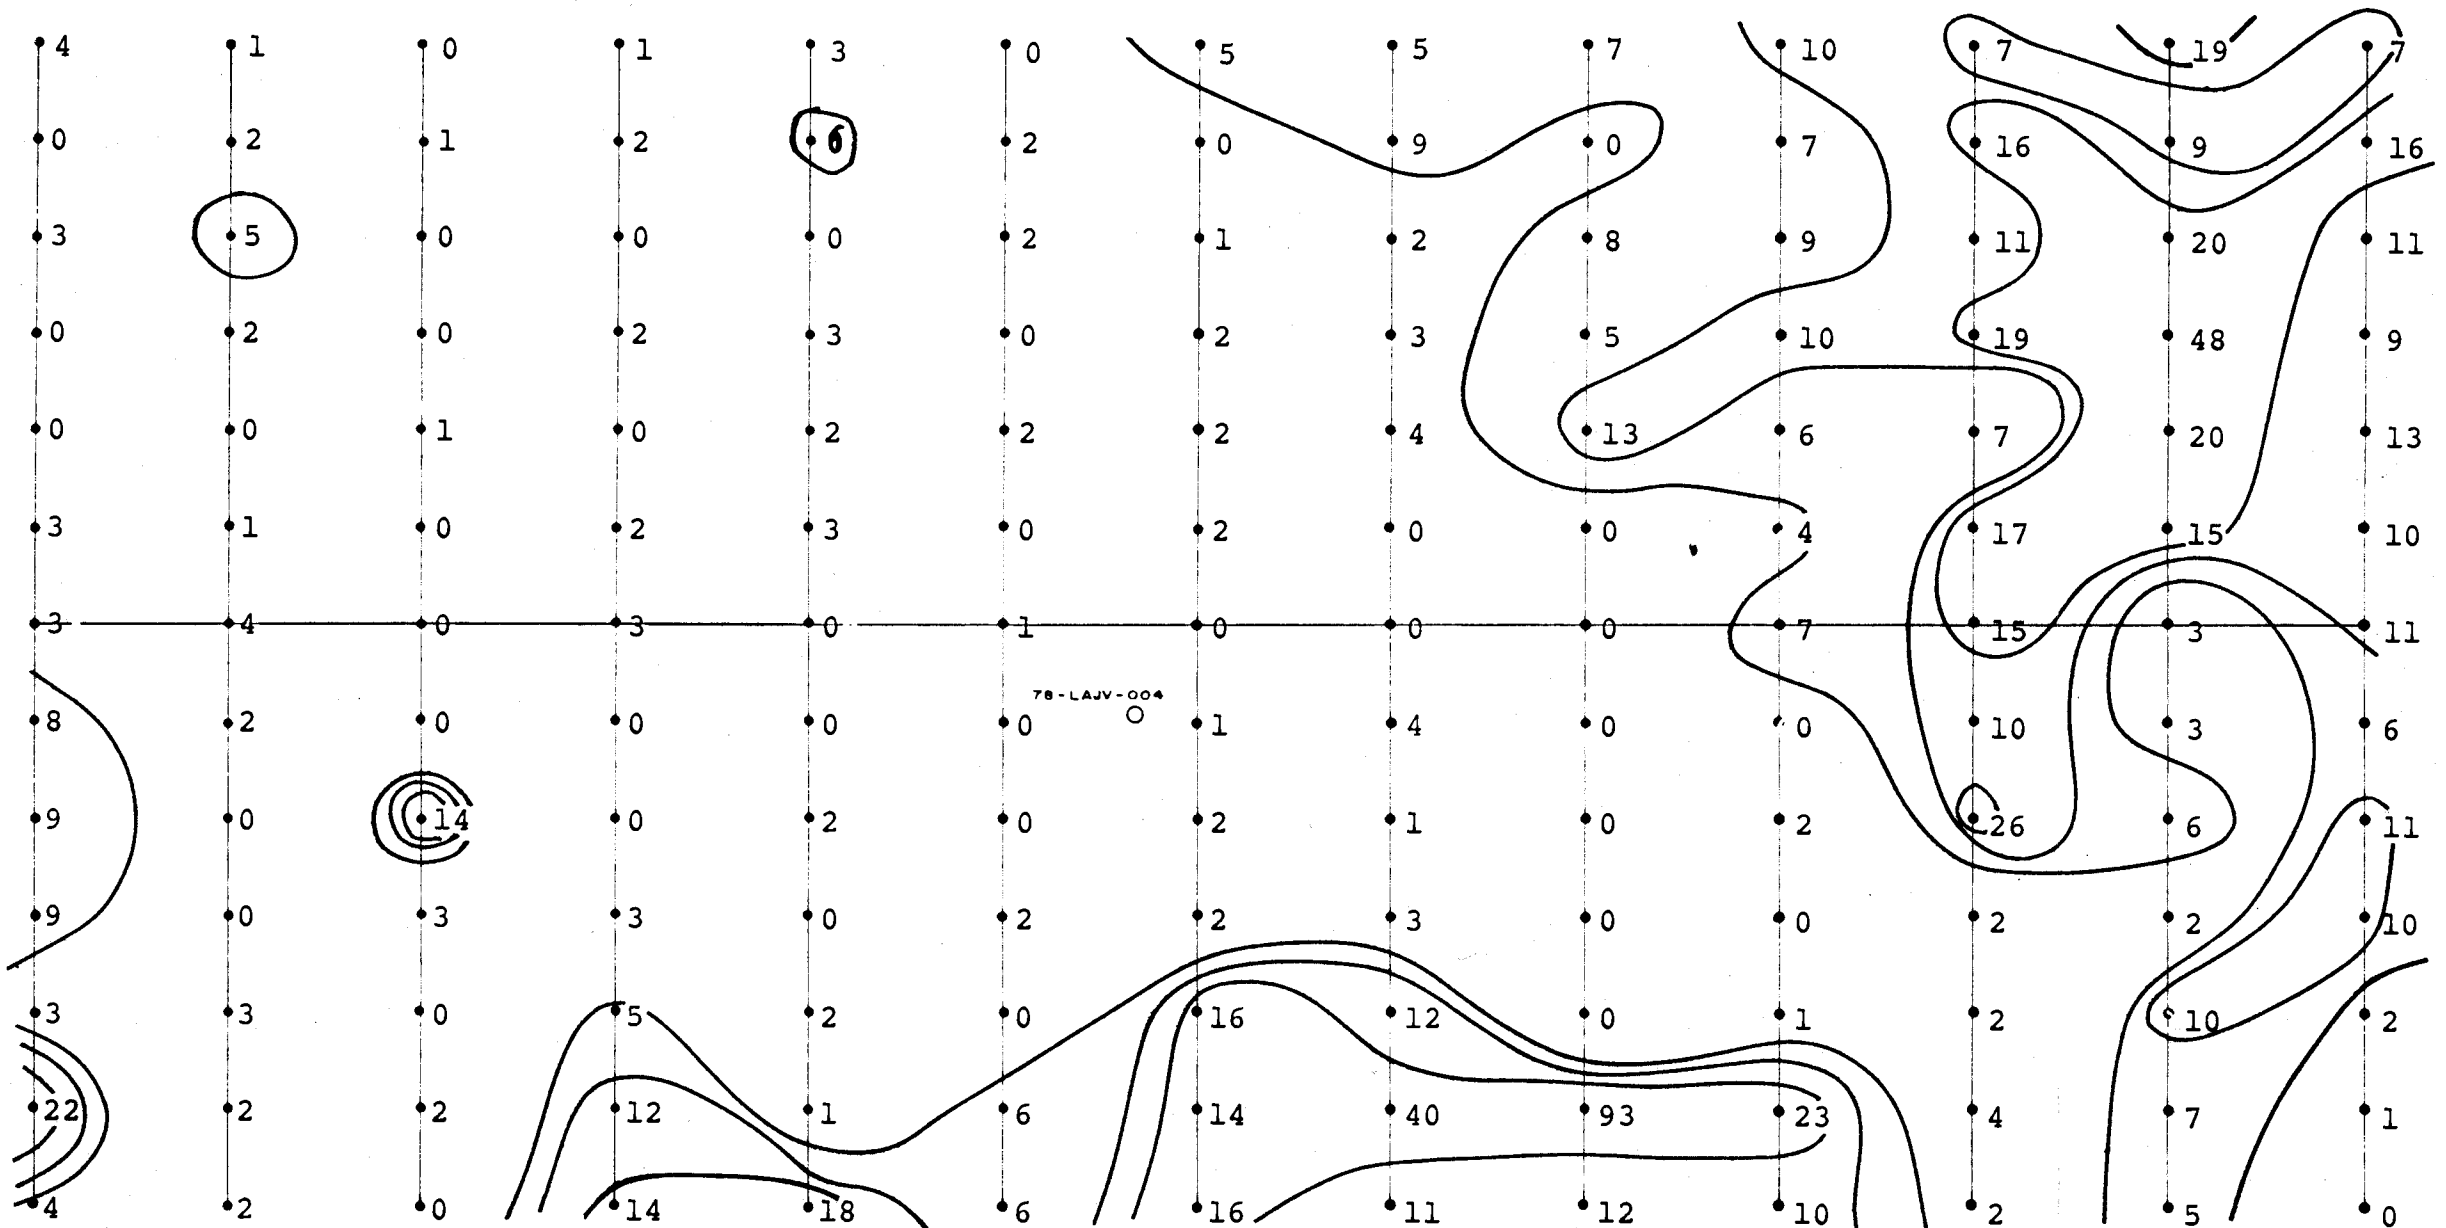 4 1 0 1 3 0 5 5 7 10 7 19 7
0 2 1 2 6 2 0 9 0 7 16 9 16
3 5 0 0 0 2 1 2 8 9 11 20 11
0 2 0 2 3 0 2 3 5 10 19 48 9
0 0 1 0 2 2 2 4 13 6 7 20 13
3 1 0 2 3 0 2 0 0 4 17 15 10
3 4 0 3 0 1 0 0 0 7 15 3 11
78-LAJV-004
8 2 0 0 0 0 1 4 0 0 10 3 6
9 0 14 0 2 0 2 1 0 2 26 6 11
9 0 3 3 0 2 2 3 0 0 2 2 10
3 3 0 5 2 0 16 12 0 1 2 10 2
22 2 2 12 1 6 14 40 93 23 4 7 1
4 2 0 14 18 6 16 11 12 10 2 5 0